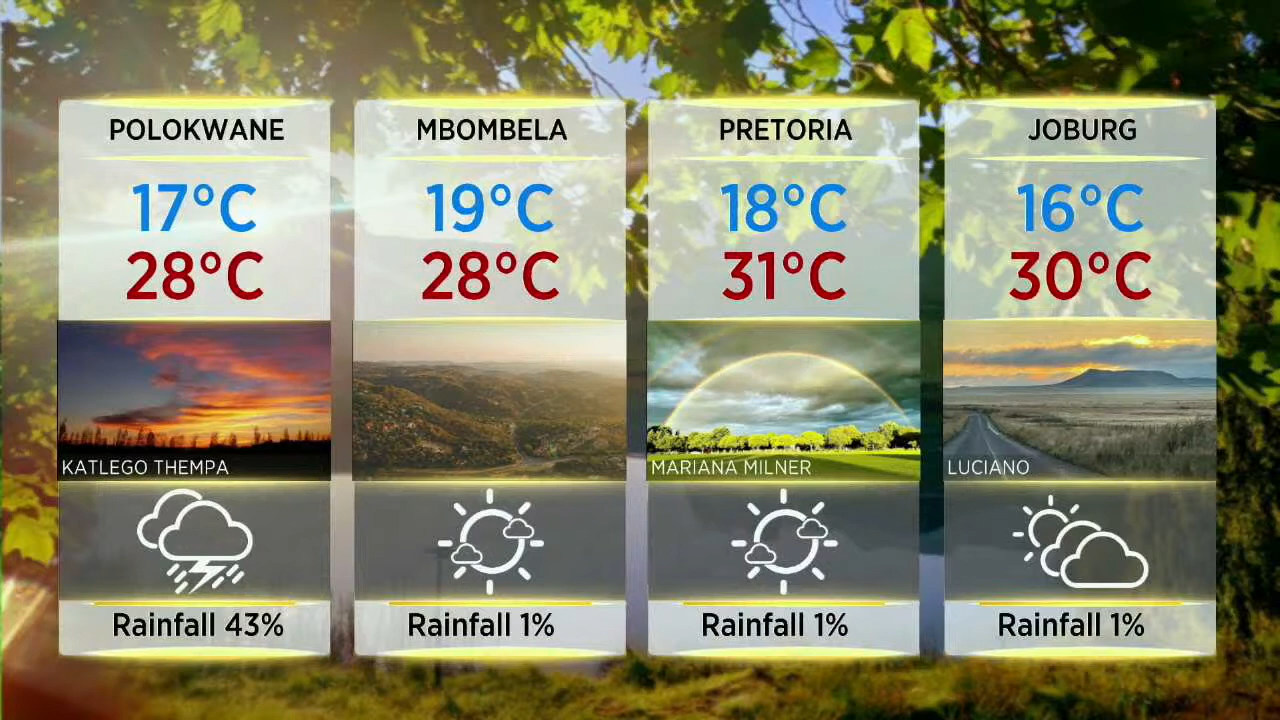 POLOKWANE
17°C
28°C
KATLEGO THEMPA
Rainfall 43%
MBOMBELA
19°C
28°C
Rainfall 1%
PRETORIA
18°C
31°C
MARIANA MILNER
Rainfall 1%
JOBURG
16°C
30°C
LUCIANO
Rainfall 1%